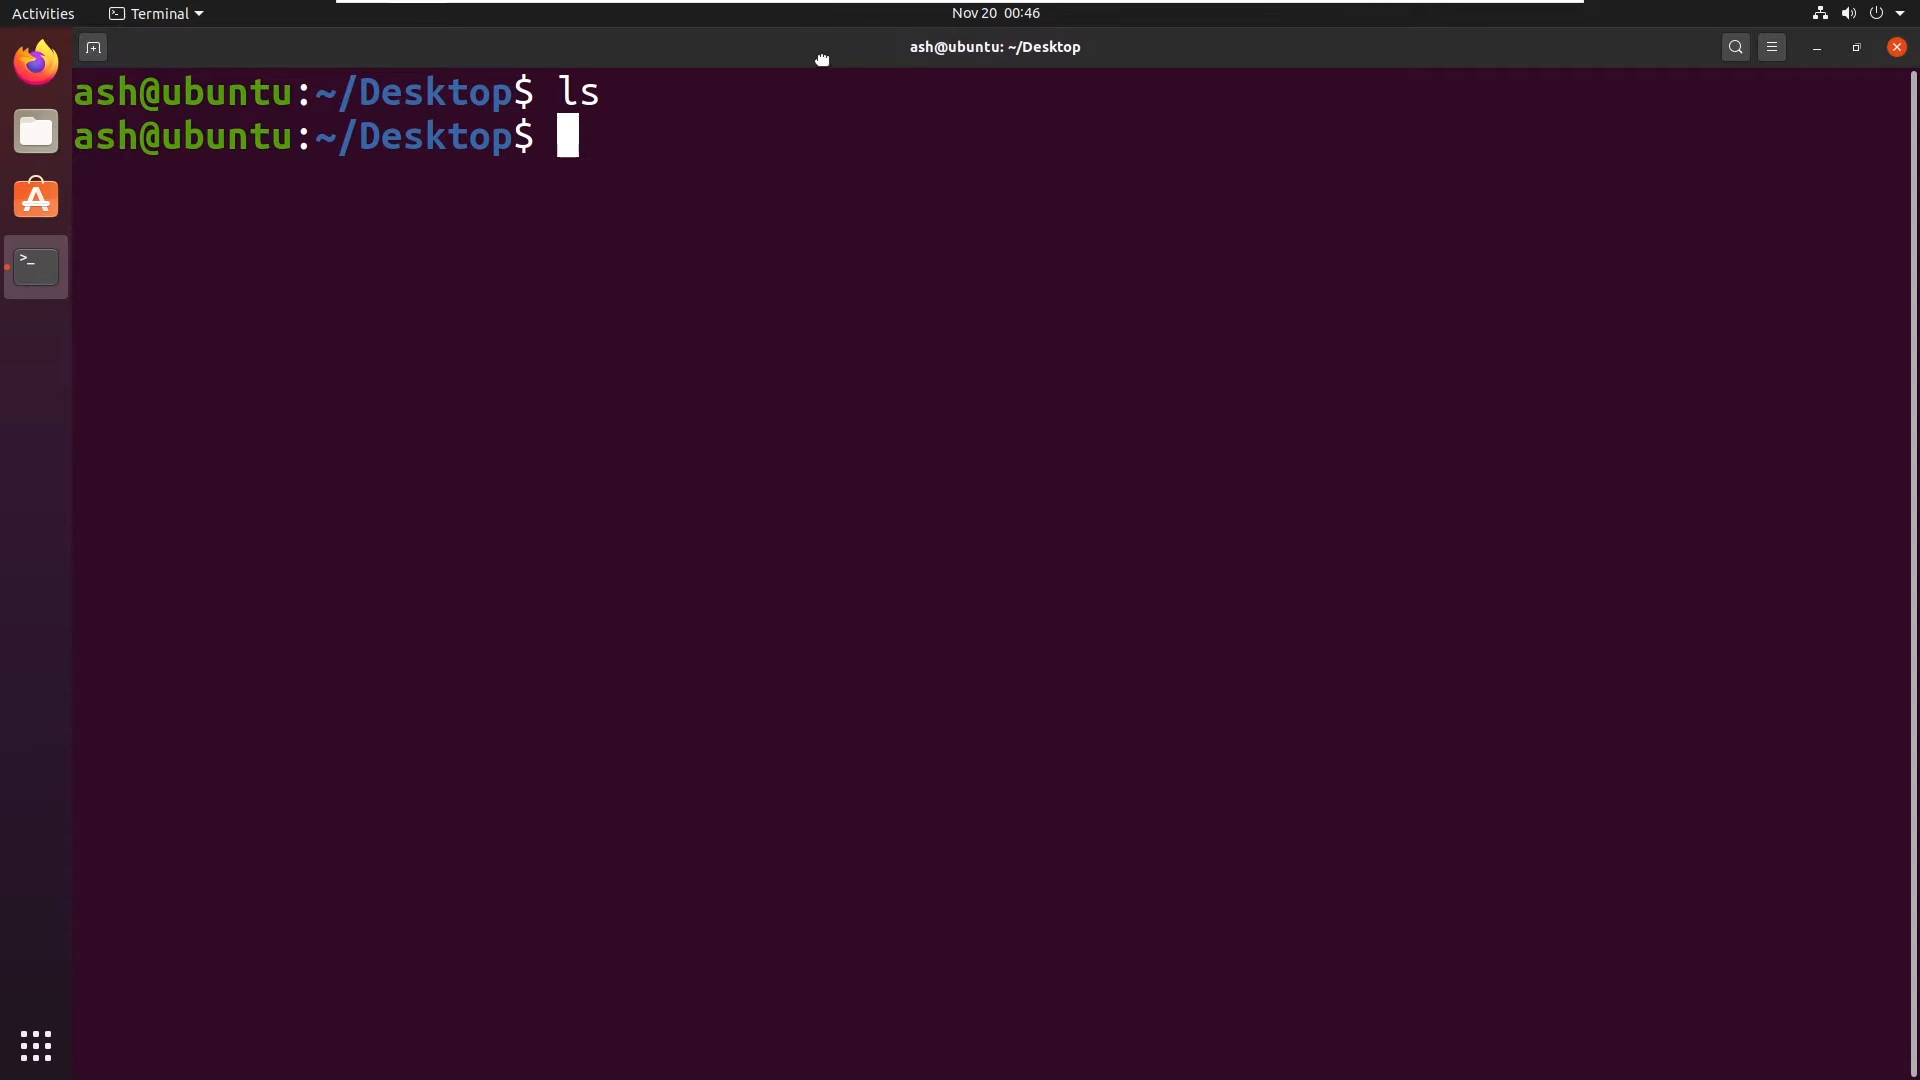 Activities Terminal Nov 20 00:46
ash@ubuntu: ~/Desktop
ash@ubuntu:~/Desktop$ ls
ash@ubuntu:~/Desktop$